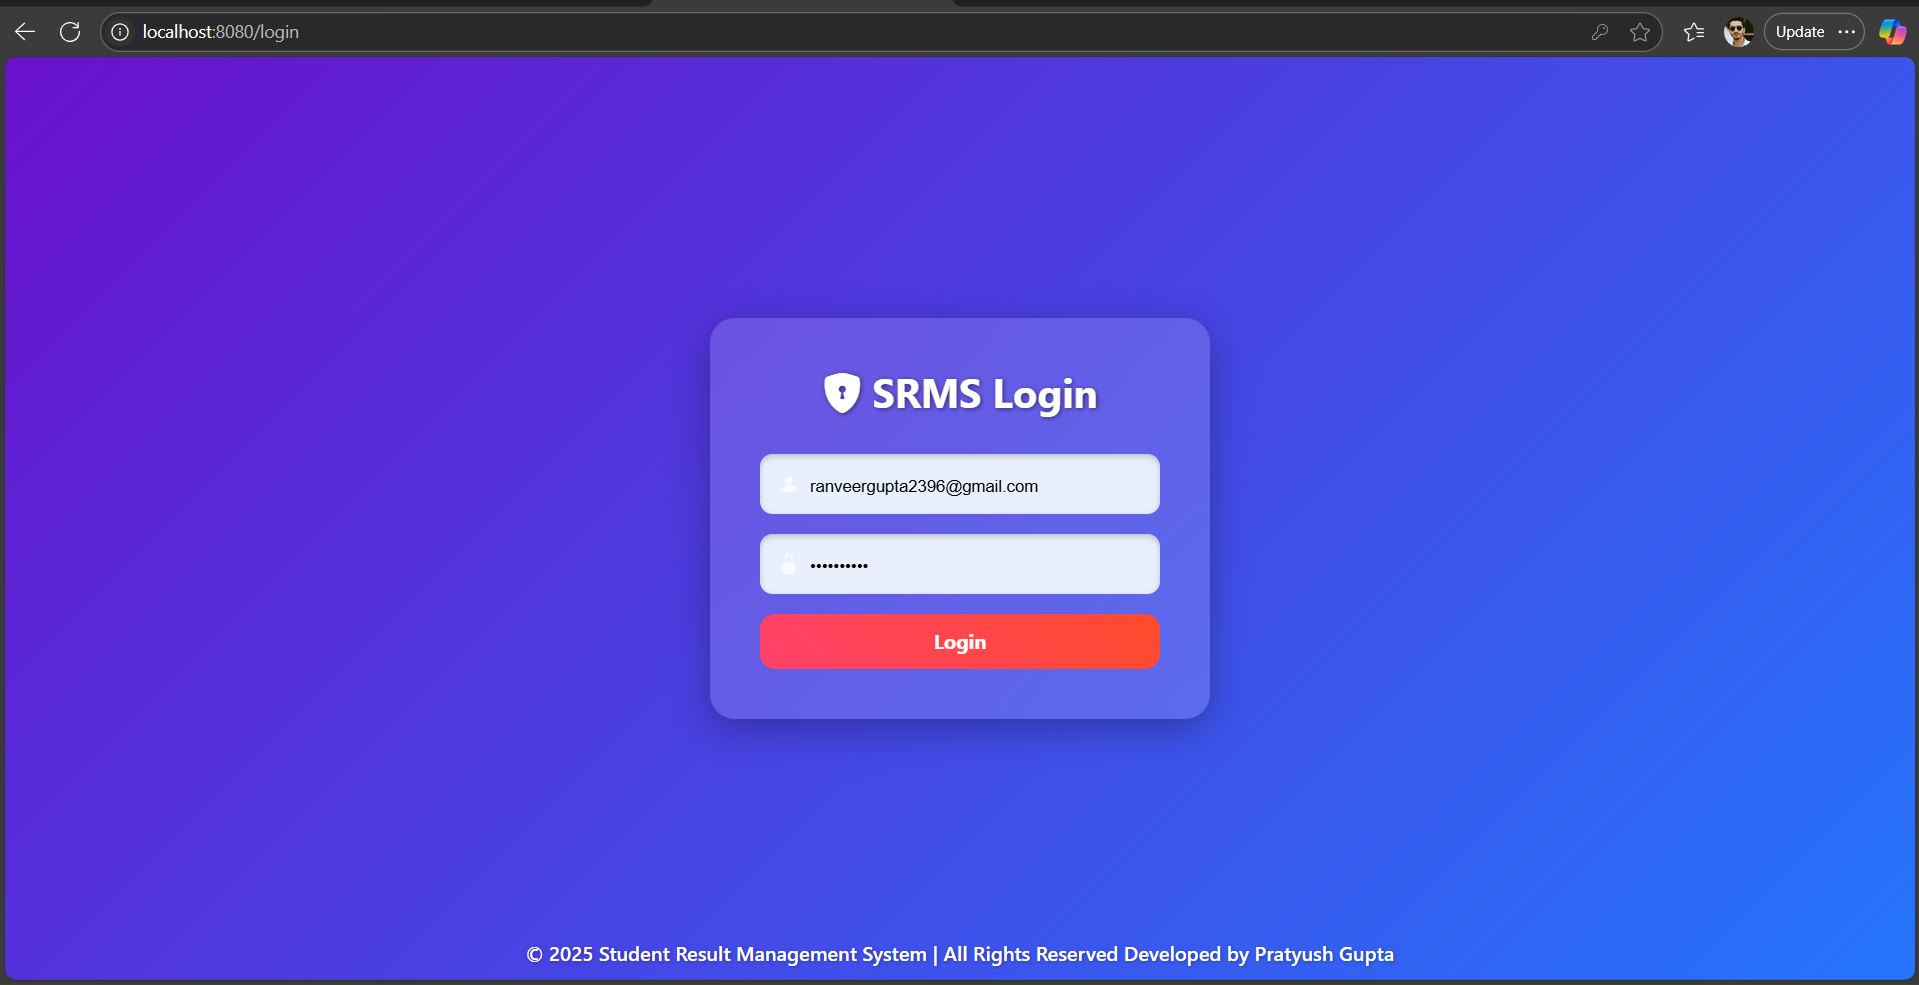 localhost:8080/login
Update
SRMS Login
ranveergupta2396@gmail.com
••••••••••
Login
© 2025 Student Result Management System | All Rights Reserved Developed by Pratyush Gupta